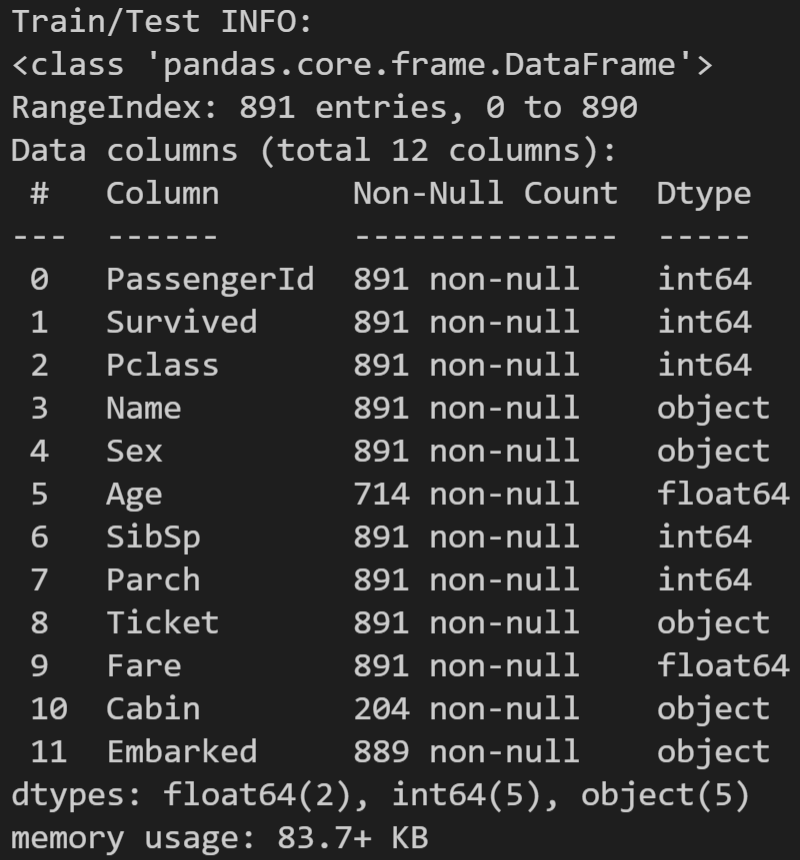 Train/Test INFO:
<class 'pandas.core.frame.DataFrame'>
RangeIndex: 891 entries, 0 to 890
Data columns (total 12 columns):
 #   Column       Non-Null Count  Dtype
---  ------       --------------  -----
 0   PassengerId  891 non-null    int64
 1   Survived     891 non-null    int64
 2   Pclass       891 non-null    int64
 3   Name         891 non-null    object
 4   Sex          891 non-null    object
 5   Age          714 non-null    float64
 6   SibSp        891 non-null    int64
 7   Parch        891 non-null    int64
 8   Ticket       891 non-null    object
 9   Fare         891 non-null    float64
 10  Cabin        204 non-null    object
 11  Embarked     889 non-null    object
dtypes: float64(2), int64(5), object(5)
memory usage: 83.7+ KB